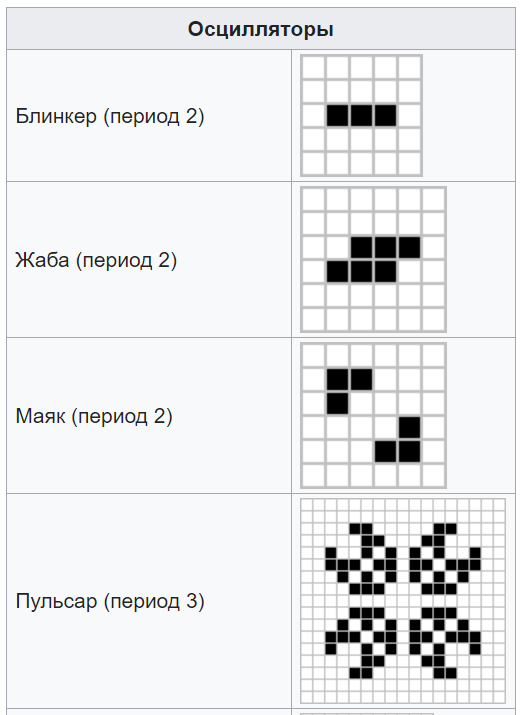 Осцилляторы
Блинкер (период 2)
Жаба (период 2)
Маяк (период 2)
Пульсар (период 3)